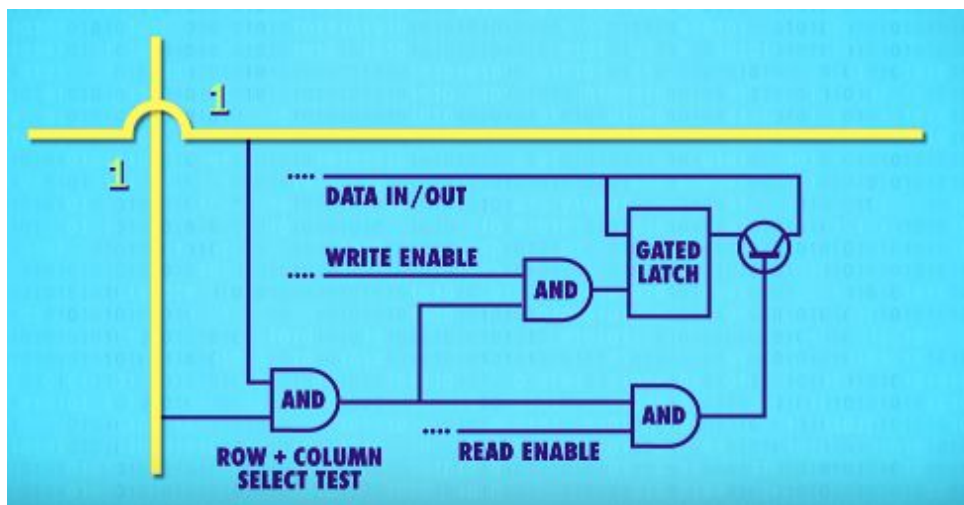 1
1
DATA IN/OUT
WRITE ENABLE
GATED
LATCH
AND
AND
AND
READ ENABLE
ROW + COLUMN
SELECT TEST